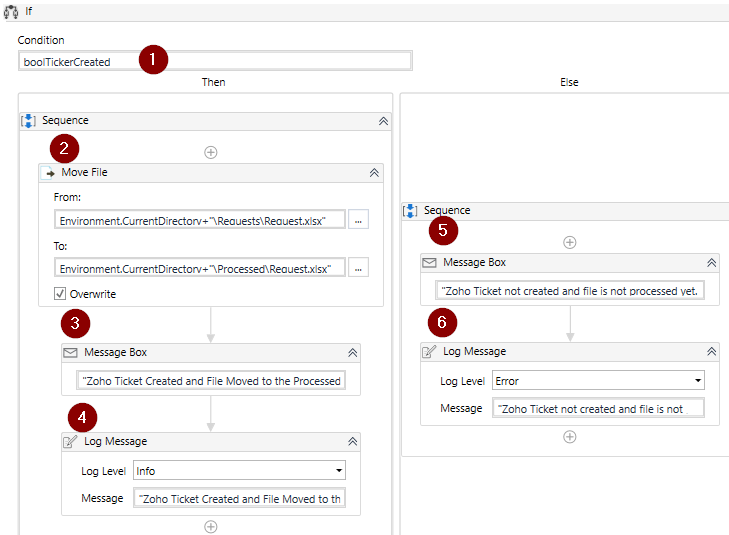 If
Condition
boolTickerCreated
1
Then
Else
Sequence
2
Move File
From:
Environment.CurrentDirectory+"\Requests\Request.xlsx"
...
To:
Environment.CurrentDirectory+"\Processed\Request.xlsx"
...
Overwrite
3
Message Box
"Zoho Ticket Created and File Moved to the Processed
4
Log Message
Log Level Info
Message "Zoho Ticket Created and File Moved to th
Sequence
5
Message Box
"Zoho Ticket not created and file is not processed yet.
6
Log Message
Log Level Error
Message "Zoho Ticket not created and file is not